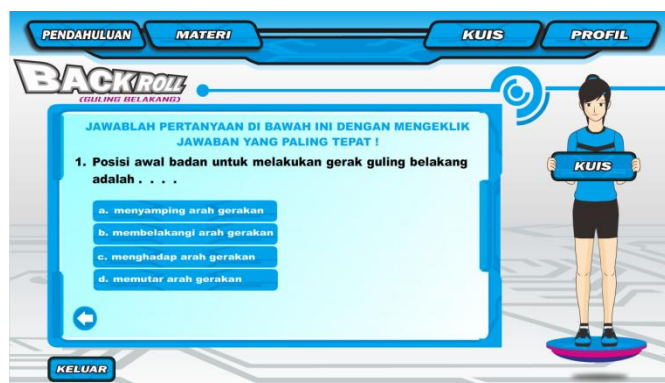 PENDAHULUAN MATERI KUIS PROFIL
BACK ROLL
(GULING BELAKANG)
JAWABLAH PERTANYAAN DI BAWAH INI DENGAN MENGEKLIK
JAWABAN YANG PALING TEPAT !
1. Posisi awal badan untuk melakukan gerak guling belakang
adalah . . . .
a. menyamping arah gerakan
b. membelakangi arah gerakan
c. menghadap arah gerakan
d. memutar arah gerakan
KUIS
KELUAR